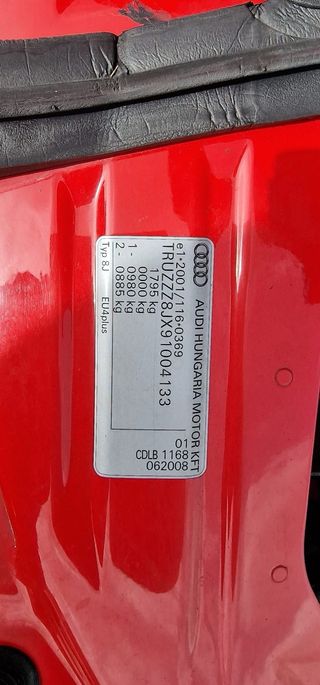 AUDI HUNGARIA MOTOR KFT
e1*2001/116*0369
TRUZZZ8JX91004133
1795 kg
0000 kg
1 - 0980 kg
2 - 0885 kg
Typ 8J EU4plus
01
CDLB 1168
062008